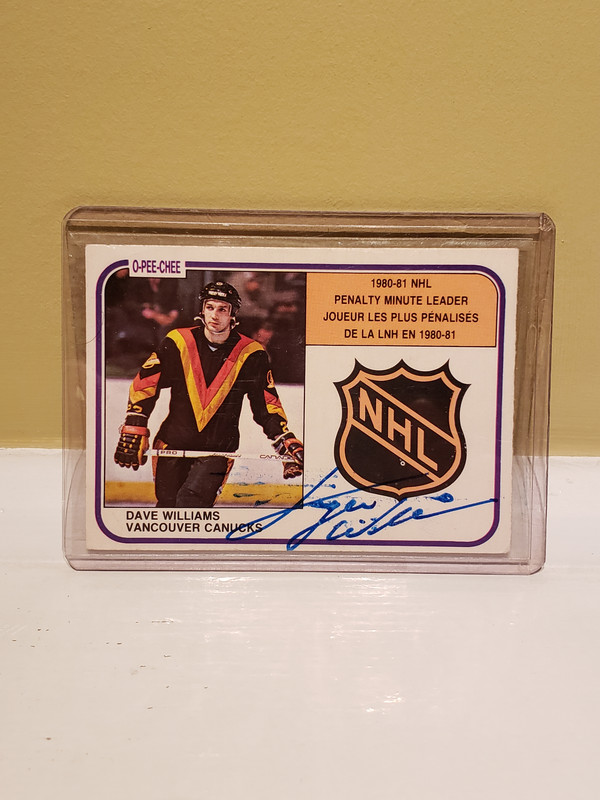 O-PEE-CHEE
1980-81 NHL
PENALTY MINUTE LEADER
JOUEUR LES PLUS PÉNALISÉS
DE LA LNH EN 1980-81
NHL
PRO
DAVE WILLIAMS
VANCOUVER CANUCKS